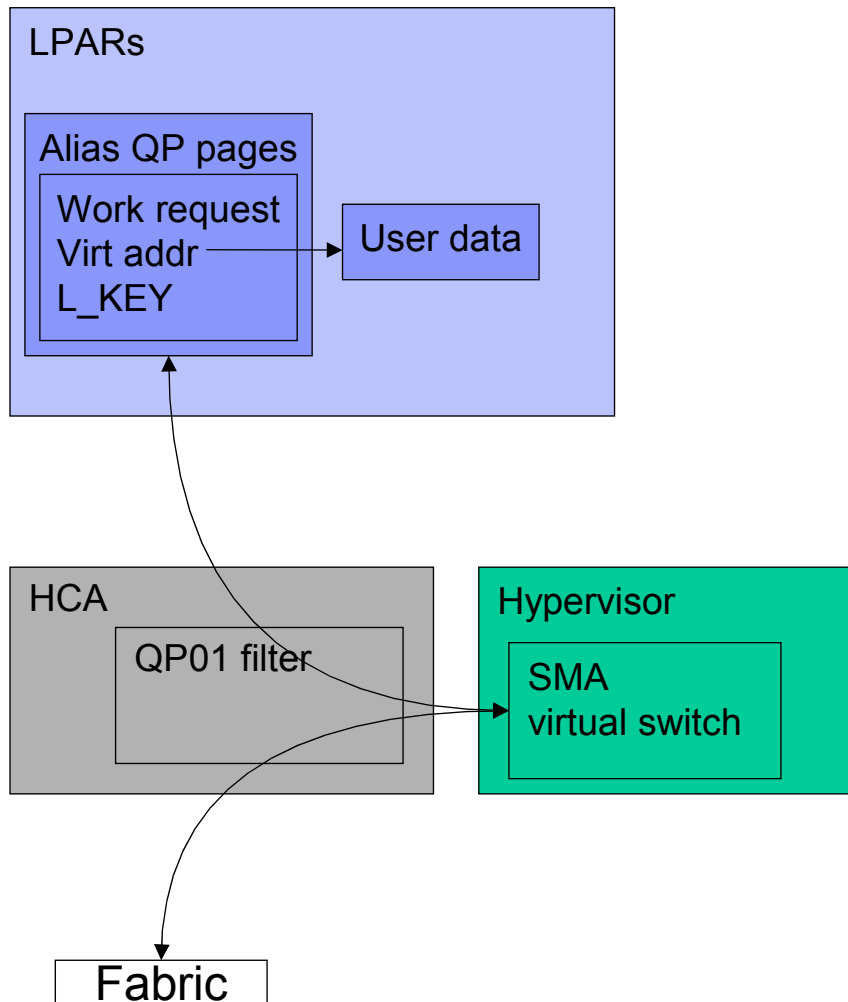 LPARs
Alias QP pages
Work request
Virt addr
L_KEY
User data
HCA
QP01 filter
Hypervisor
SMA
virtual switch
Fabric